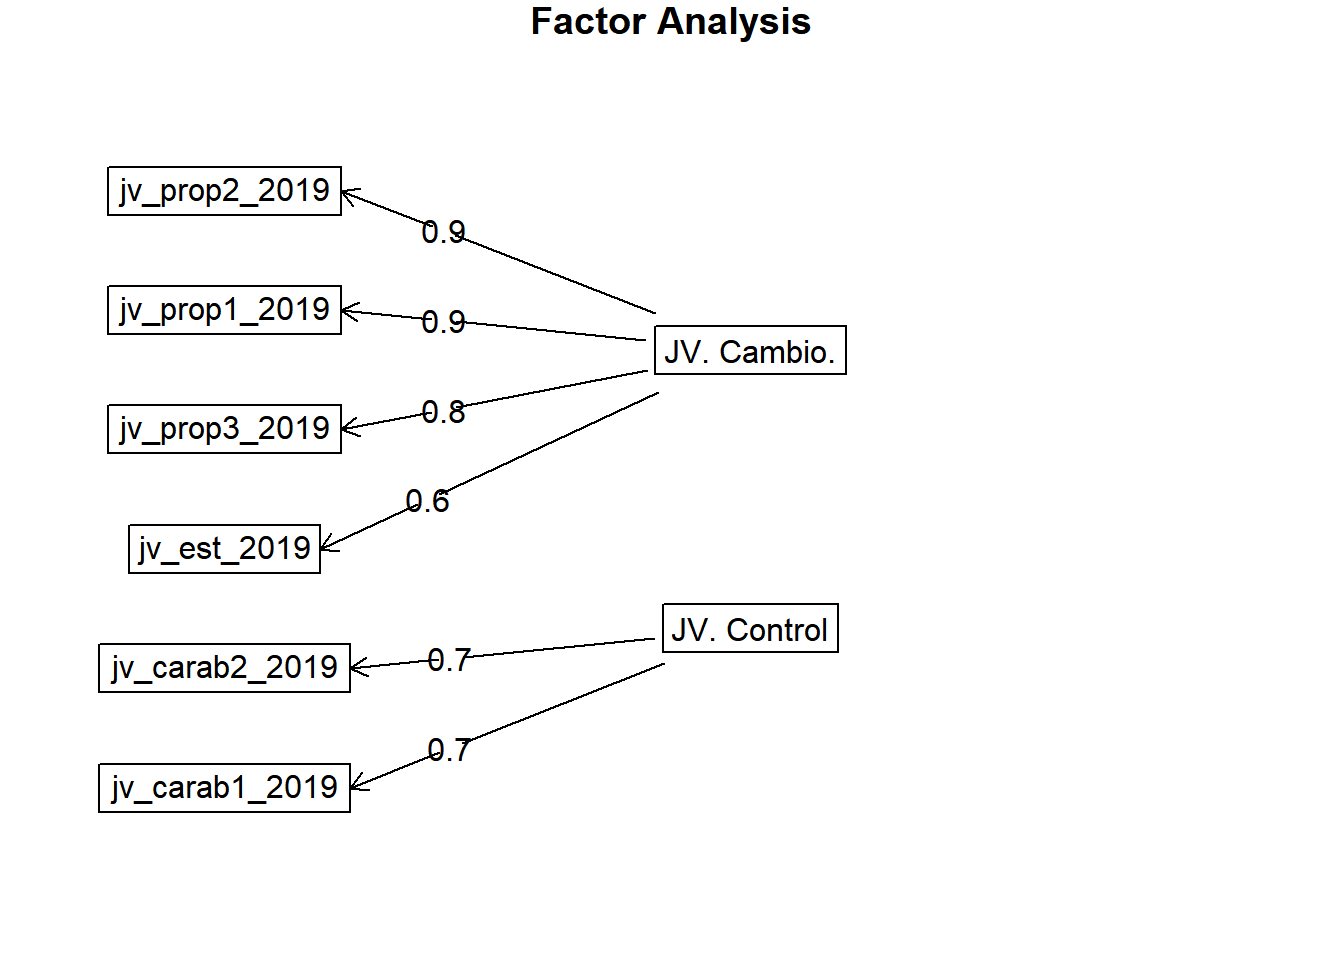 Factor Analysis
jv_prop2_2019
0.9
jv_prop1_2019
0.9
JV. Cambio.
jv_prop3_2019
0.8
0.6
jv_est_2019
JV. Control
jv_carab2_2019
0.7
0.7
jv_carab1_2019